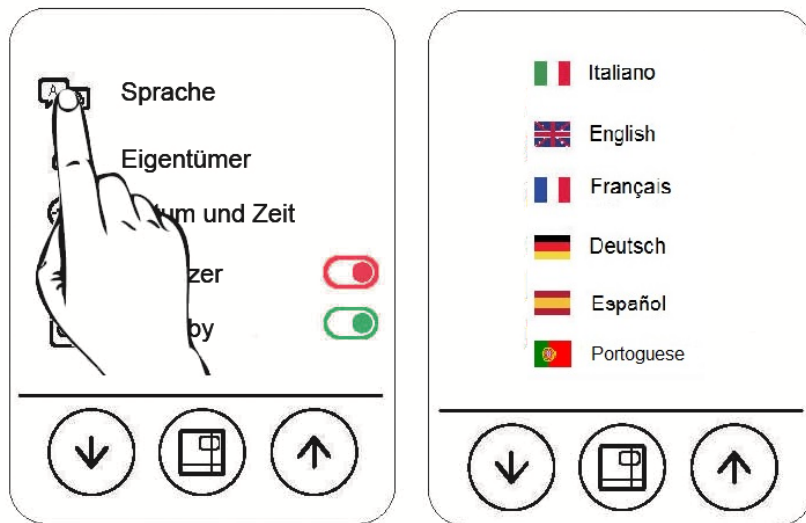 Sprache
Eigentümer
tum und Zeit
zer
by
Italiano
English
Français
Deutsch
Español
Portoguese